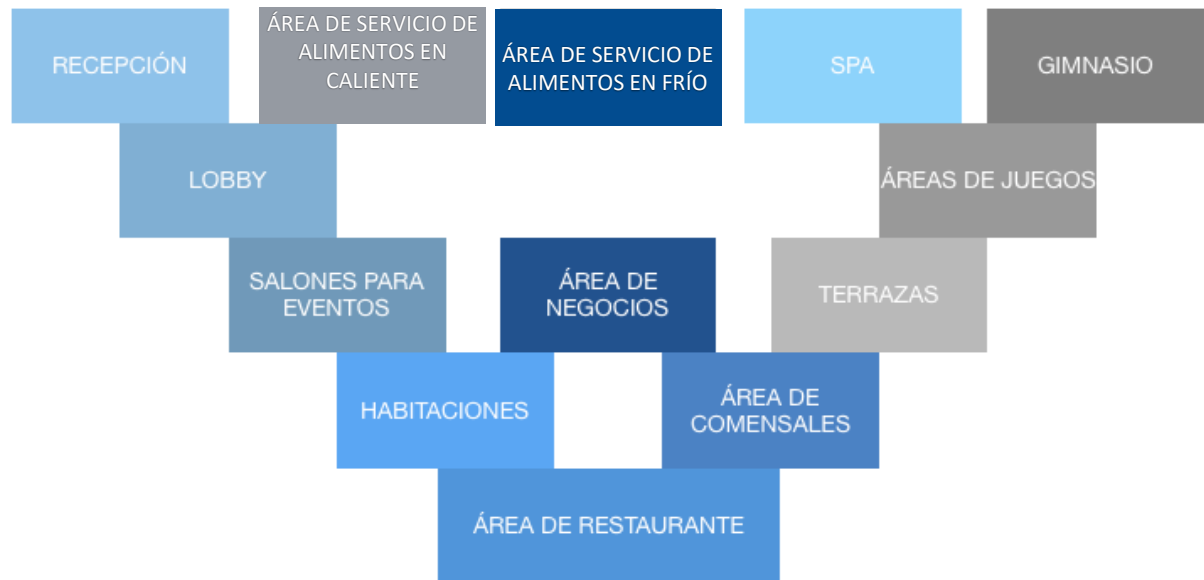 RECEPCIÓN
ÁREA DE SERVICIO DE
ALIMENTOS EN
CALIENTE
ÁREA DE SERVICIO DE
ALIMENTOS EN FRÍO
SPA
GIMNASIO
LOBBY
ÁREAS DE JUEGOS
SALONES PARA
EVENTOS
ÁREA DE
NEGOCIOS
TERRAZAS
HABITACIONES
ÁREA DE
COMENSALES
ÁREA DE RESTAURANTE